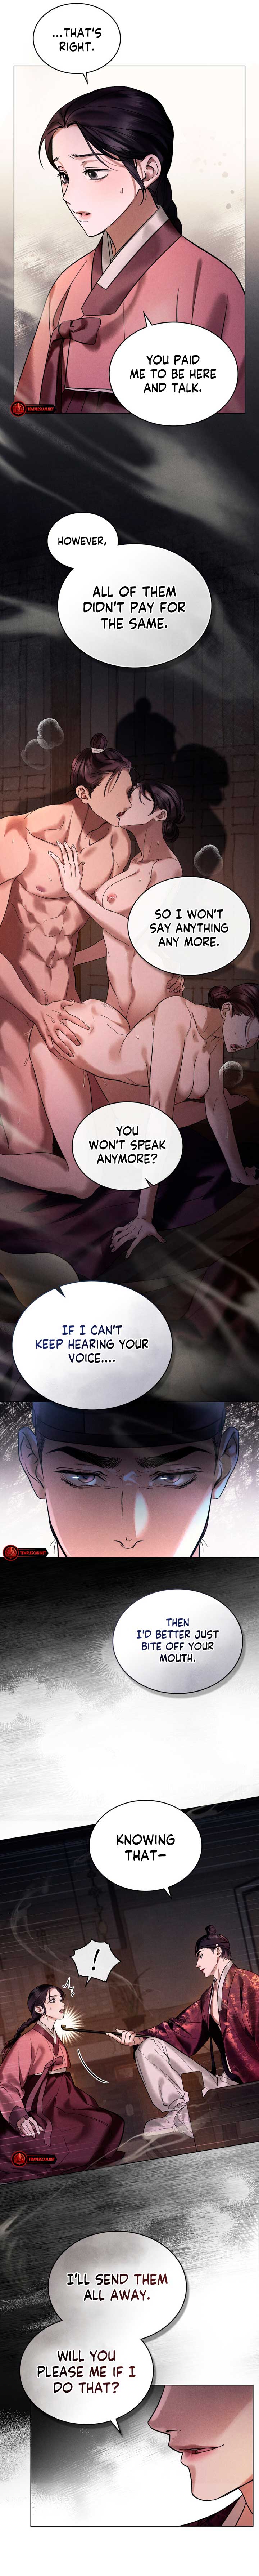 ...THAT'S
RIGHT.
YOU PAID
ME TO BE HERE
AND TALK.
HOWEVER,
ALL OF THEM
DIDN'T PAY FOR
THE SAME.
SO I WON'T
SAY ANYTHING
ANY MORE.
YOU
WON'T SPEAK
ANYMORE?
IF I CAN'T
KEEP HEARING YOUR
VOICE....
THEN
I'D BETTER JUST
BITE OFF YOUR
MOUTH.
KNOWING
THAT-
!
I'LL SEND THEM
ALL AWAY.
WILL YOU
PLEASE ME IF I
DO THAT?